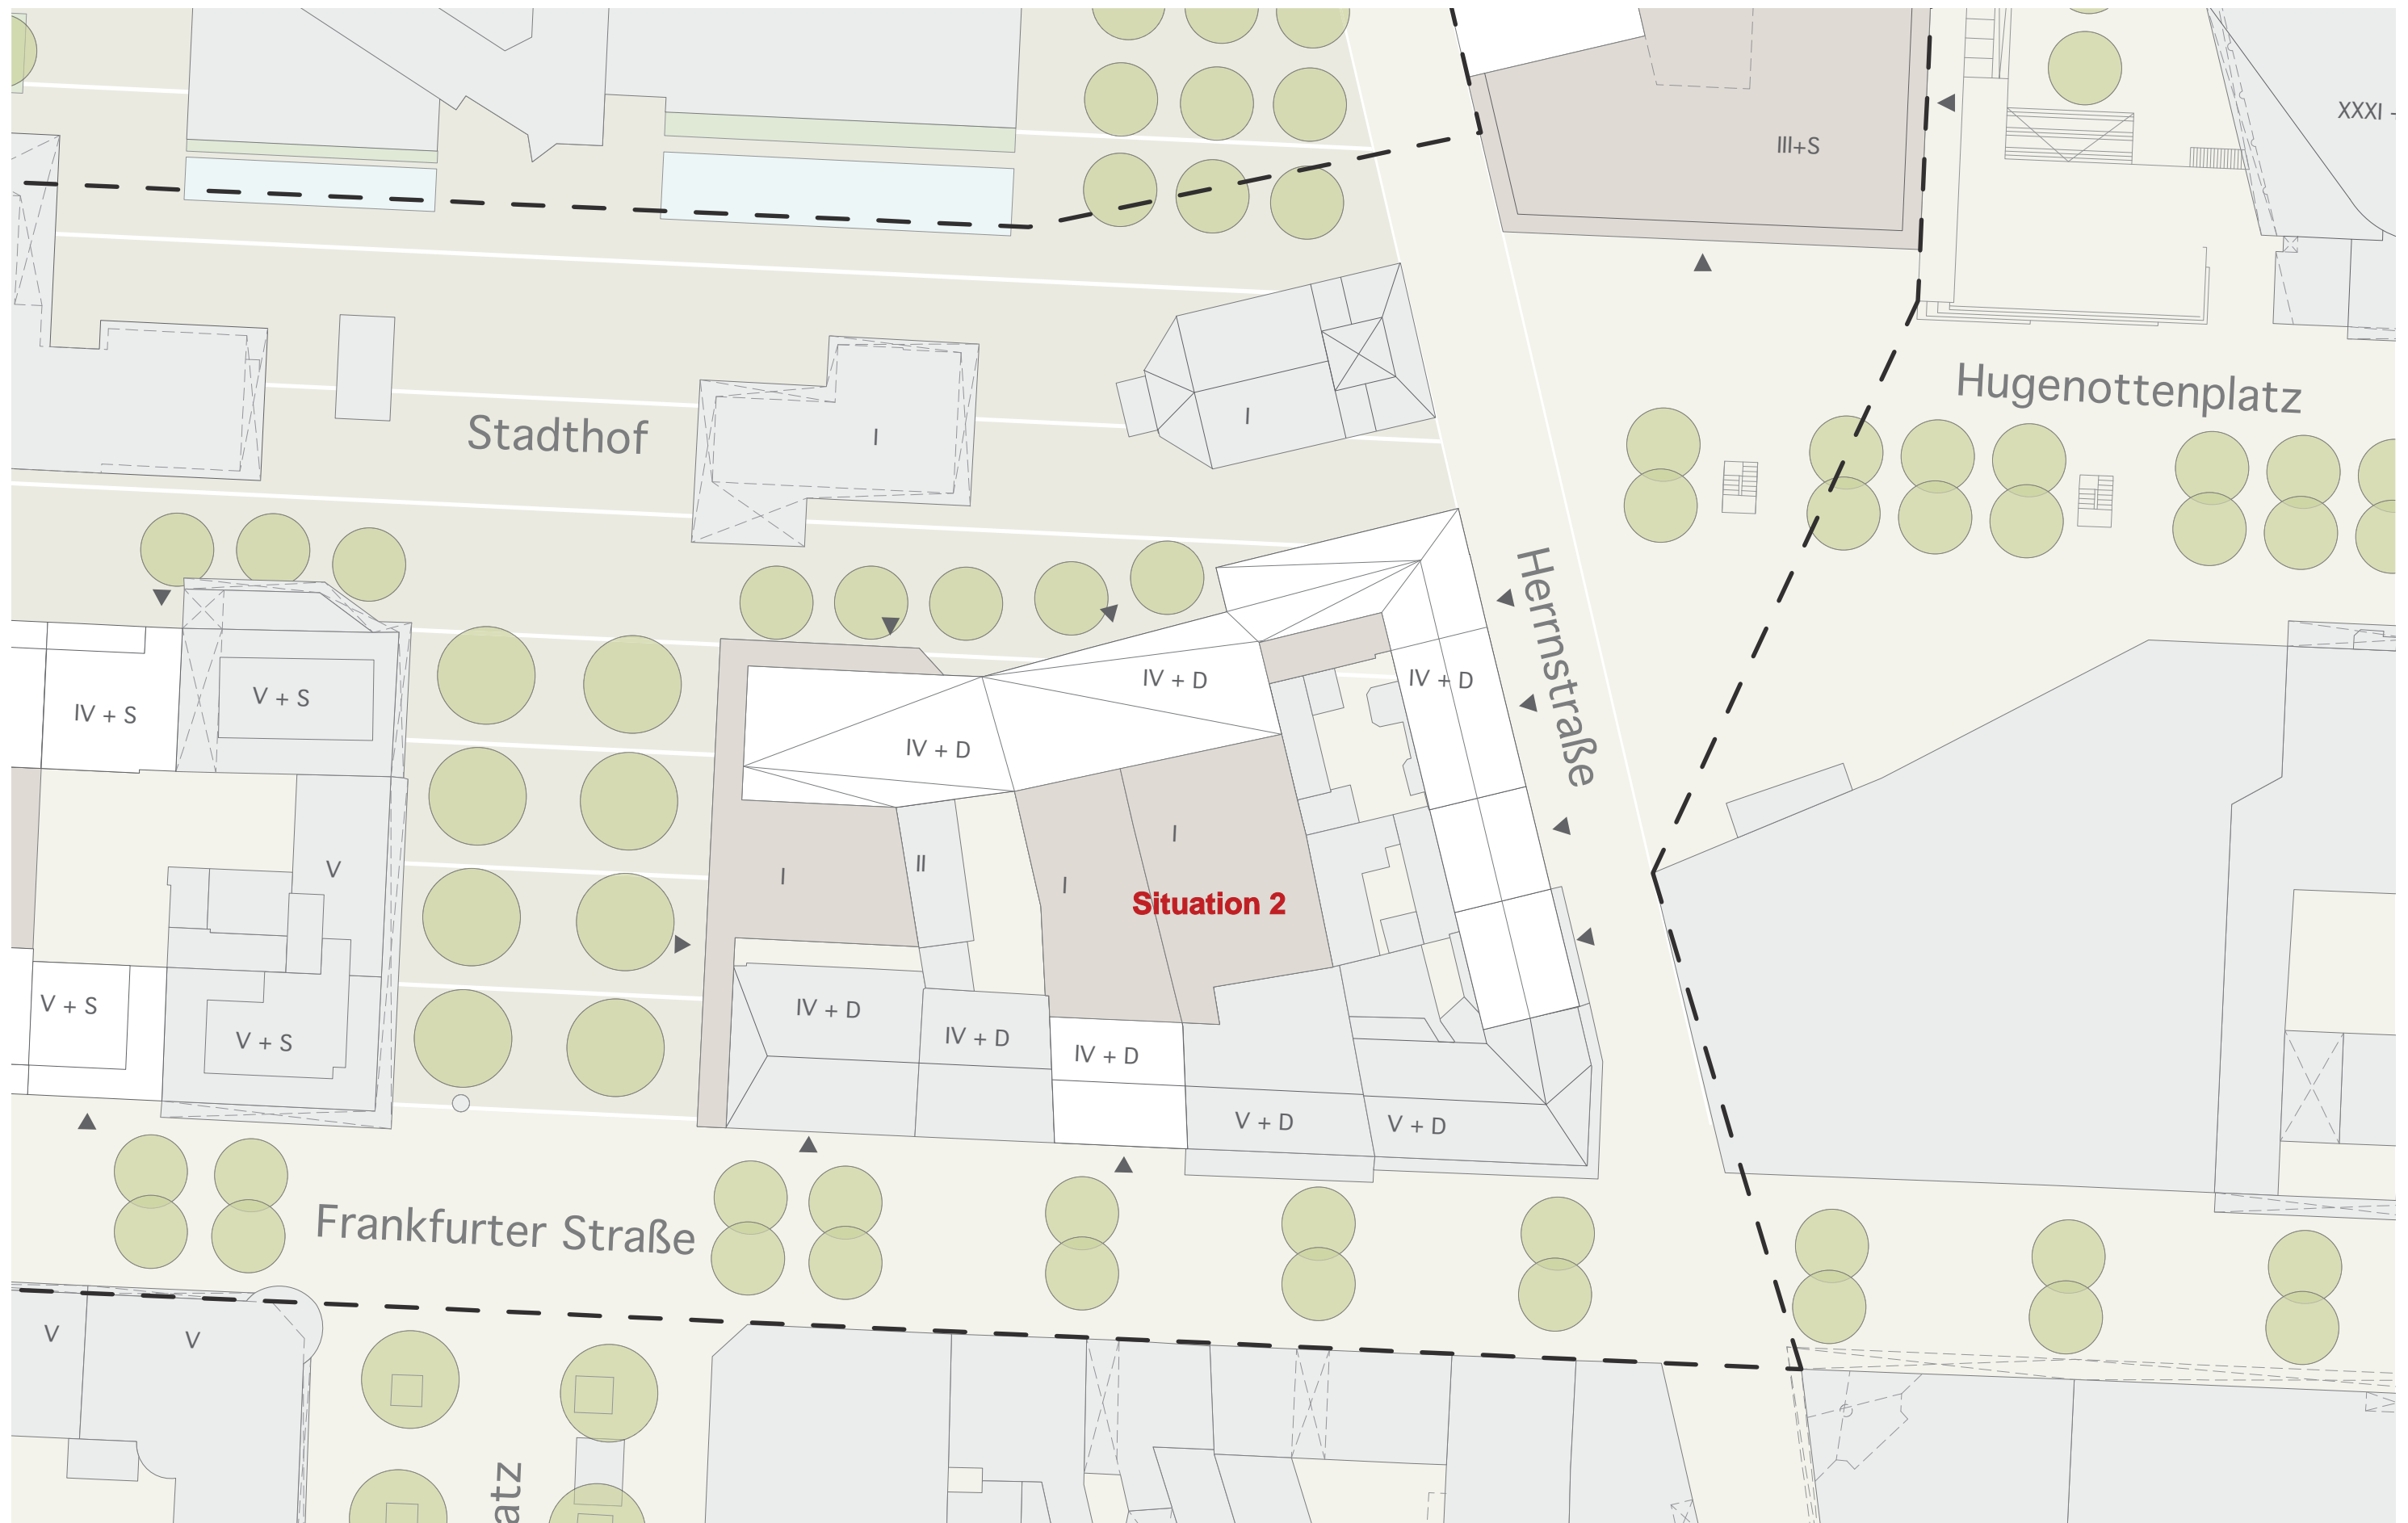 XXXI -
III+S
Hugenottenplatz
Stadthof
I
I
Herrnstraße
IV + S
V + S
IV + D
IV + D
IV + D
V
I
II
I
I
Situation 2
V + S
V + S
IV + D
IV + D
IV + D
V + D
V + D
Frankfurter Straße
V
V
atz